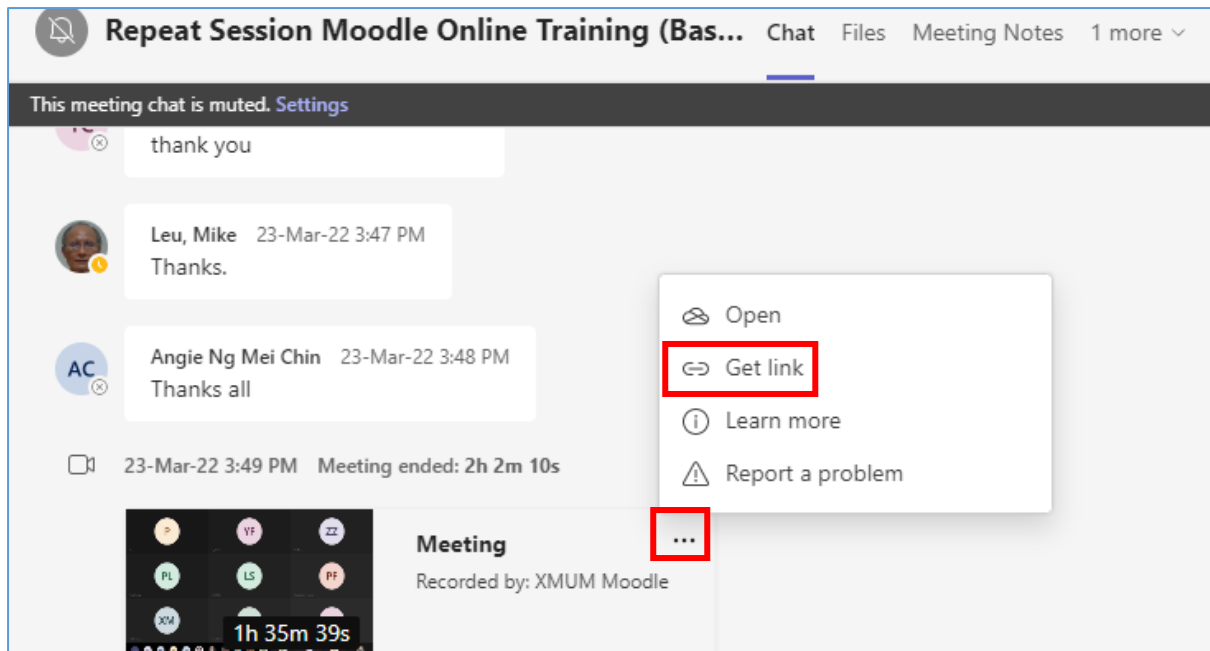 Repeat Session Moodle Online Training (Bas... Chat Files Meeting Notes 1 more
This meeting chat is muted. Settings
thank you
Leu, Mike 23-Mar-22 3:47 PM
Thanks.
Open
Angie Ng Mei Chin 23-Mar-22 3:48 PM
Get link
AC
Thanks all
Learn more
23-Mar-22 3:49 PM Meeting ended: 2h 2m 10s
Report a problem
P YF ZZ
Meeting ...
PL LS PF
Recorded by: XMUM Moodle
XM
1h 35m 39s